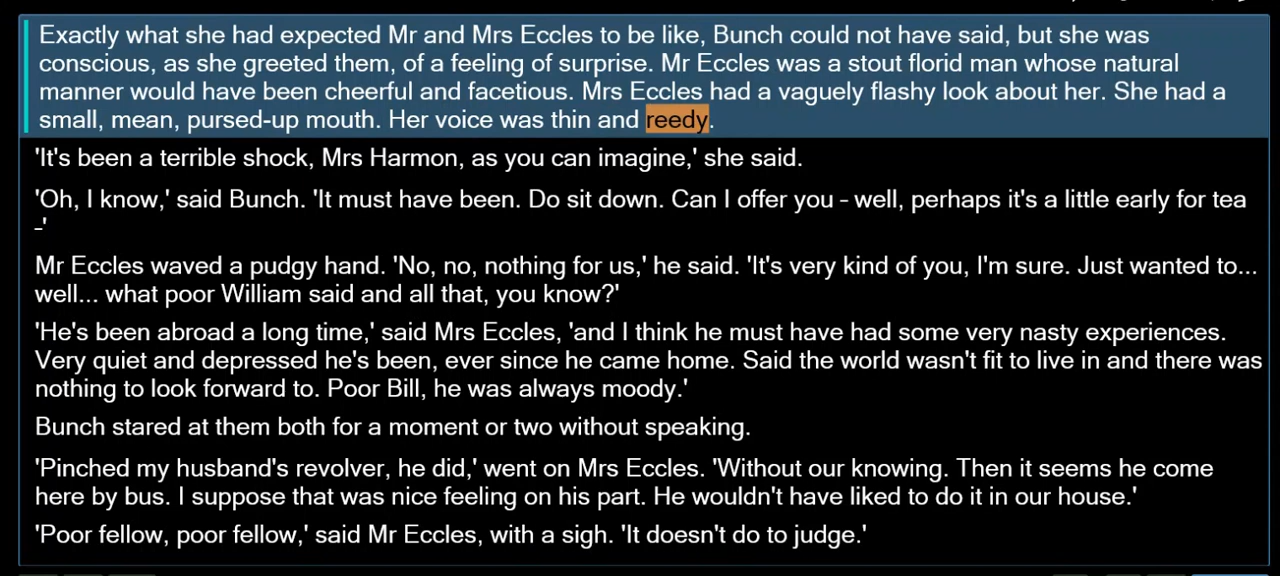 Exactly what she had expected Mr and Mrs Eccles to be like, Bunch could not have said, but she was
conscious, as she greeted them, of a feeling of surprise. Mr Eccles was a stout florid man whose natural
manner would have been cheerful and facetious. Mrs Eccles had a vaguely flashy look about her. She had a
small, mean, pursed-up mouth. Her voice was thin and reedy.
'It's been a terrible shock, Mrs Harmon, as you can imagine,' she said.
'Oh, I know,' said Bunch. 'It must have been. Do sit down. Can I offer you - well, perhaps it's a little early for tea
-'
Mr Eccles waved a pudgy hand. 'No, no, nothing for us,' he said. 'It's very kind of you, I'm sure. Just wanted to...
well... what poor William said and all that, you know?'
'He's been abroad a long time,' said Mrs Eccles, 'and I think he must have had some very nasty experiences.
Very quiet and depressed he's been, ever since he came home. Said the world wasn't fit to live in and there was
nothing to look forward to. Poor Bill, he was always moody.'
Bunch stared at them both for a moment or two without speaking.
'Pinched my husband's revolver, he did,' went on Mrs Eccles. 'Without our knowing. Then it seems he come
here by bus. I suppose that was nice feeling on his part. He wouldn't have liked to do it in our house.'
'Poor fellow, poor fellow,' said Mr Eccles, with a sigh. 'It doesn't do to judge.'